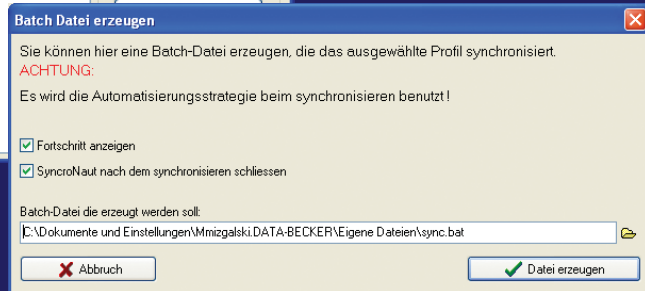 Batch Datei erzeugen
Sie können hier eine Batch-Datei erzeugen, die das ausgewählte Profil synchronisiert.
ACHTUNG:
Es wird die Automatisierungsstrategie beim synchronisieren benutzt !
Fortschritt anzeigen
SyncroNaut nach dem synchronisieren schliessen
Batch-Datei die erzeugt werden soll:
C:\Dokumente und Einstellungen\Mmizgalski.DATA-BECKER\Eigene Dateien\sync.bat
Abbruch
Datei erzeugen